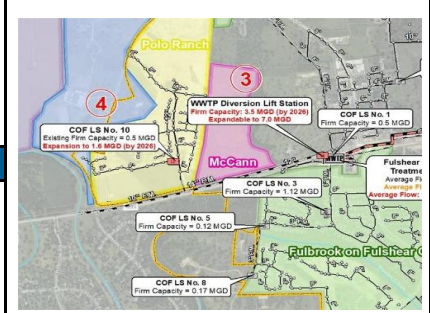 Polo Ranch
3
4
WWTP Diversion Lift Station
Firm Capacity: 3.5 MGD (by 2026)
Expandable to 7.0 MGD
COF LS No. 1
Firm Capacity = 0.5 MGD
COF LS No. 10
Existing Firm Capacity = 0.5 MGD
Expansion to 1.6 MGD (by 2026)
McCann
WWTP
Fulshear
Treatme
Average Fl
Average Fl
Average Flow:
COF LS No. 3
Firm Capacity = 1.12 MGD
COF LS No. 5
Firm Capacity = 0.12 MGD
Fulbrook on Fulshear C
COF LS No. 8
Firm Capacity = 0.17 MGD